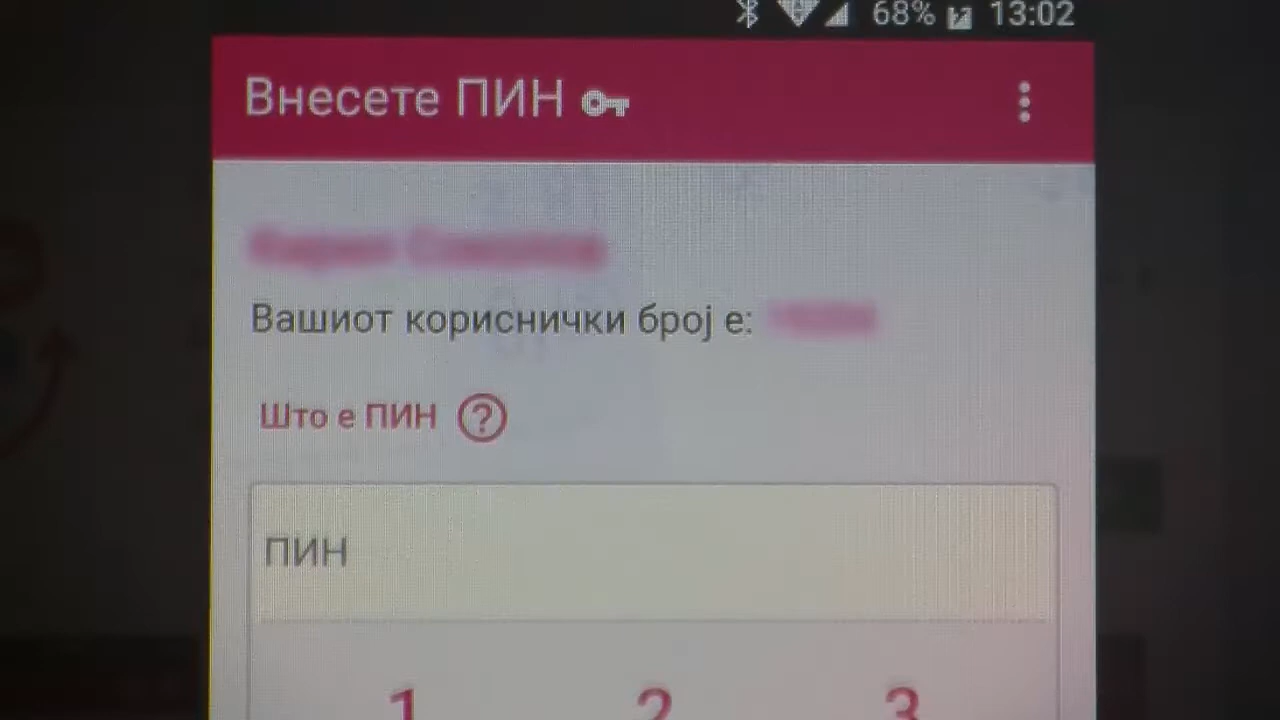 68% 13:02
Внесете ПИН
Вашиот кориснички број е:
Што е ПИН ?
ПИН
1 2 3